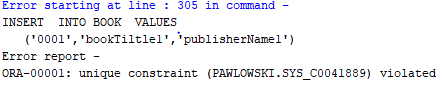 Error starting at line : 305 in command -
INSERT  INTO BOOK  VALUES
('0001','bookTiltle1','publisherName1')
Error report -
ORA-00001: unique constraint (PAWLOWSKI.SYS_C0041889) violated